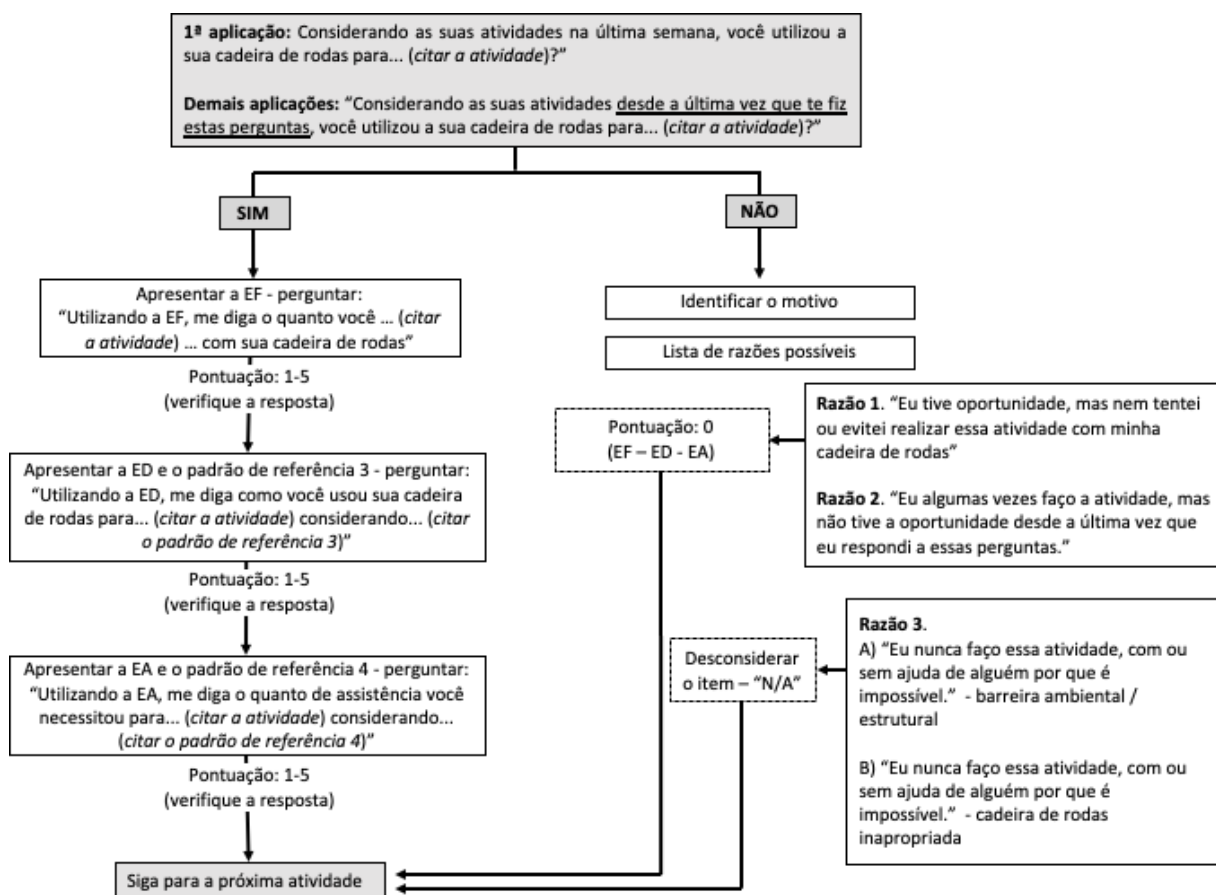 1ª aplicação: Considerando as suas atividades na última semana, você utilizou a
sua cadeira de rodas para... (citar a atividade)?”
Demais aplicações: “Considerando as suas atividades desde a última vez que te fiz
estas perguntas, você utilizou a sua cadeira de rodas para... (citar a atividade)?”
SIM
NÃO
Apresentar a EF - perguntar:
“Utilizando a EF, me diga o quanto você ... (citar
a atividade) ... com sua cadeira de rodas”
Pontuação: 1-5
(verifique a resposta)
Apresentar a ED e o padrão de referência 3 - perguntar:
“Utilizando a ED, me diga como você usou sua cadeira
de rodas para... (citar a atividade) considerando... (citar
o padrão de referência 3)”
Pontuação: 1-5
(verifique a resposta)
Apresentar a EA e o padrão de referência 4 - perguntar:
“Utilizando a EA, me diga o quanto de assistência você
necessitou para... (citar a atividade) considerando...
(citar o padrão de referência 4)”
Pontuação: 1-5
(verifique a resposta)
Siga para a próxima atividade
Identificar o motivo
Lista de razões possíveis
Pontuação: 0
(EF – ED - EA)
Razão 1. “Eu tive oportunidade, mas nem tentei
ou evitei realizar essa atividade com minha
cadeira de rodas”
Razão 2. “Eu algumas vezes faço a atividade, mas
não tive a oportunidade desde a última vez que
eu respondi a essas perguntas.”
Desconsiderar
o item – “N/A”
Razão 3.
A) “Eu nunca faço essa atividade, com ou
sem ajuda de alguém por que é
impossível.” - barreira ambiental /
estrutural
B) “Eu nunca faço essa atividade, com ou
sem ajuda de alguém por que é
impossível.” - cadeira de rodas
inapropriada